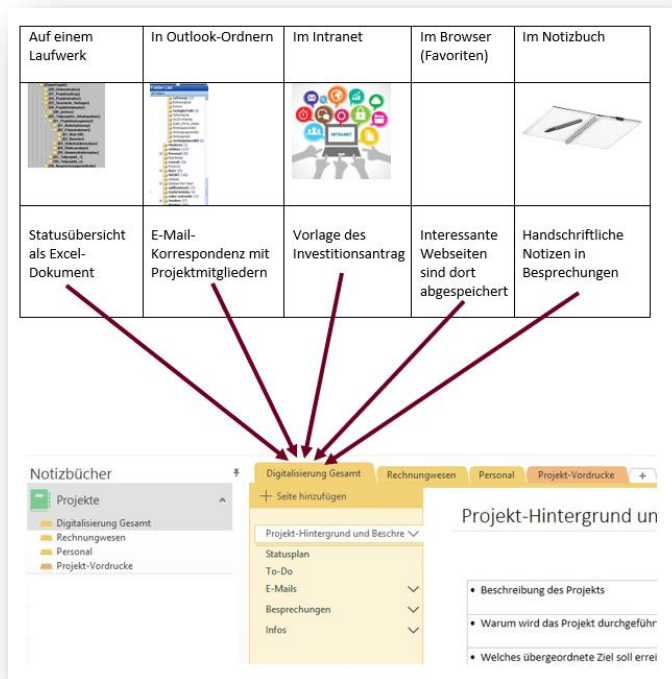 Auf einem
Laufwerk
In Outlook-Ordnern
Im Intranet
Im Browser
(Favoriten)
Im Notizbuch
INTRANET
Statusübersicht
als Excel-
Dokument
E-Mail-
Korrespondenz mit
Projektmitgliedern
Vorlage des
Investitionsantrag
Interessante
Webseiten
sind dort
abgespeichert
Handschriftliche
Notizen in
Besprechungen
Notizbücher
Projekte
Digitalisierung Gesamt
Rechnungwesen
Personal
Projekt-Vordrucke
Digitalisierung Gesamt
Rechnungwesen
Personal
Projekt-Vordrucke
+
+ Seite hinzufügen
Projekt-Hintergrund und Beschre
Statusplan
To-Do
E-Mails
Besprechungen
Infos
Projekt-Hintergrund un
• Beschreibung des Projekts
• Warum wird das Projekt durchgeführ
• Welches übergeordnete Ziel soll errei